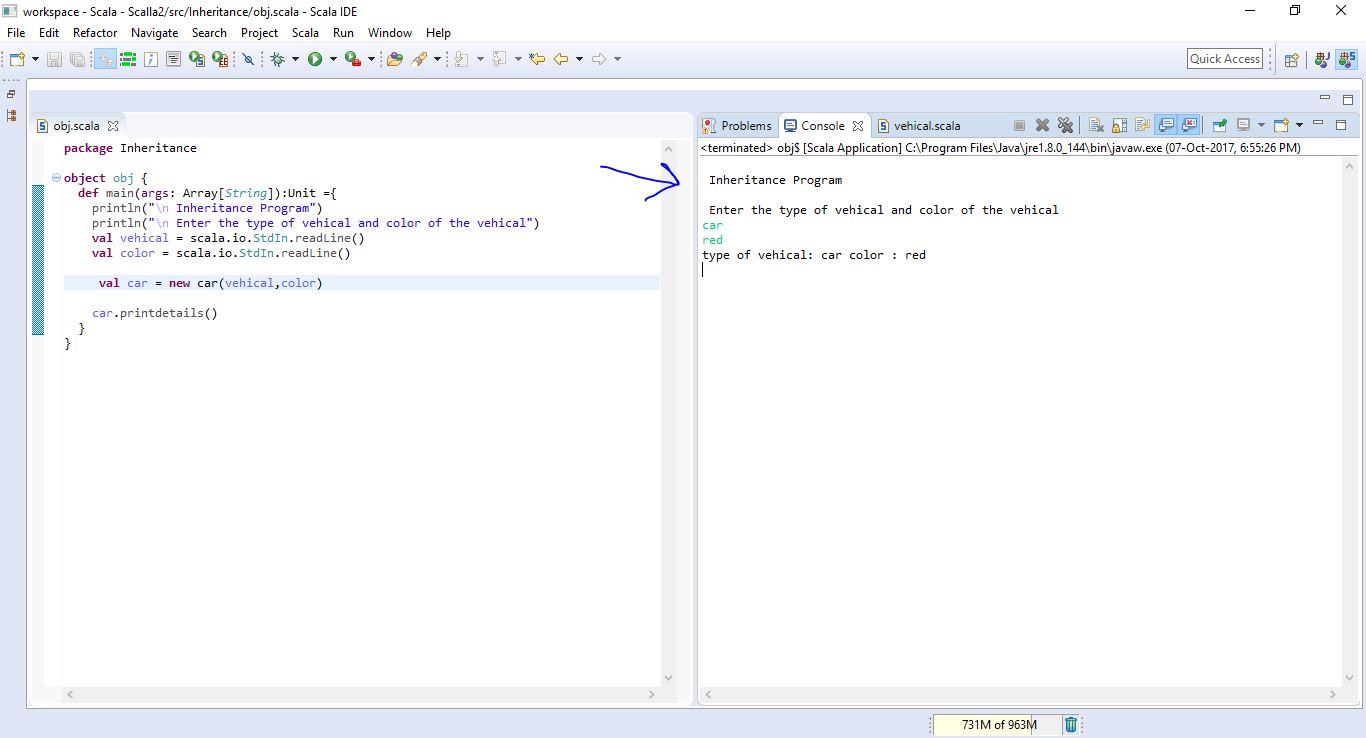 workspace - Scala - Scalla2/src/Inheritance/obj.scala - Scala IDE
File Edit Refactor Navigate Search Project Scala Run Window Help
Quick Access
obj.scala
package Inheritance
object obj {
def main(args: Array[String]):Unit ={
println("\n Inheritance Program")
println("\n Enter the type of vehical and color of the vehical")
val vehical = scala.io.StdIn.readLine()
val color = scala.io.StdIn.readLine()
val car = new car(vehical,color)
car.printdetails()
}
}
Problems Console vehical.scala
<terminated> obj$ [Scala Application] C:\Program Files\Java\jre1.8.0_144\bin\javaw.exe (07-Oct-2017, 6:55:26 PM)
Inheritance Program
Enter the type of vehical and color of the vehical
car
red
type of vehical: car color : red
731M of 963M